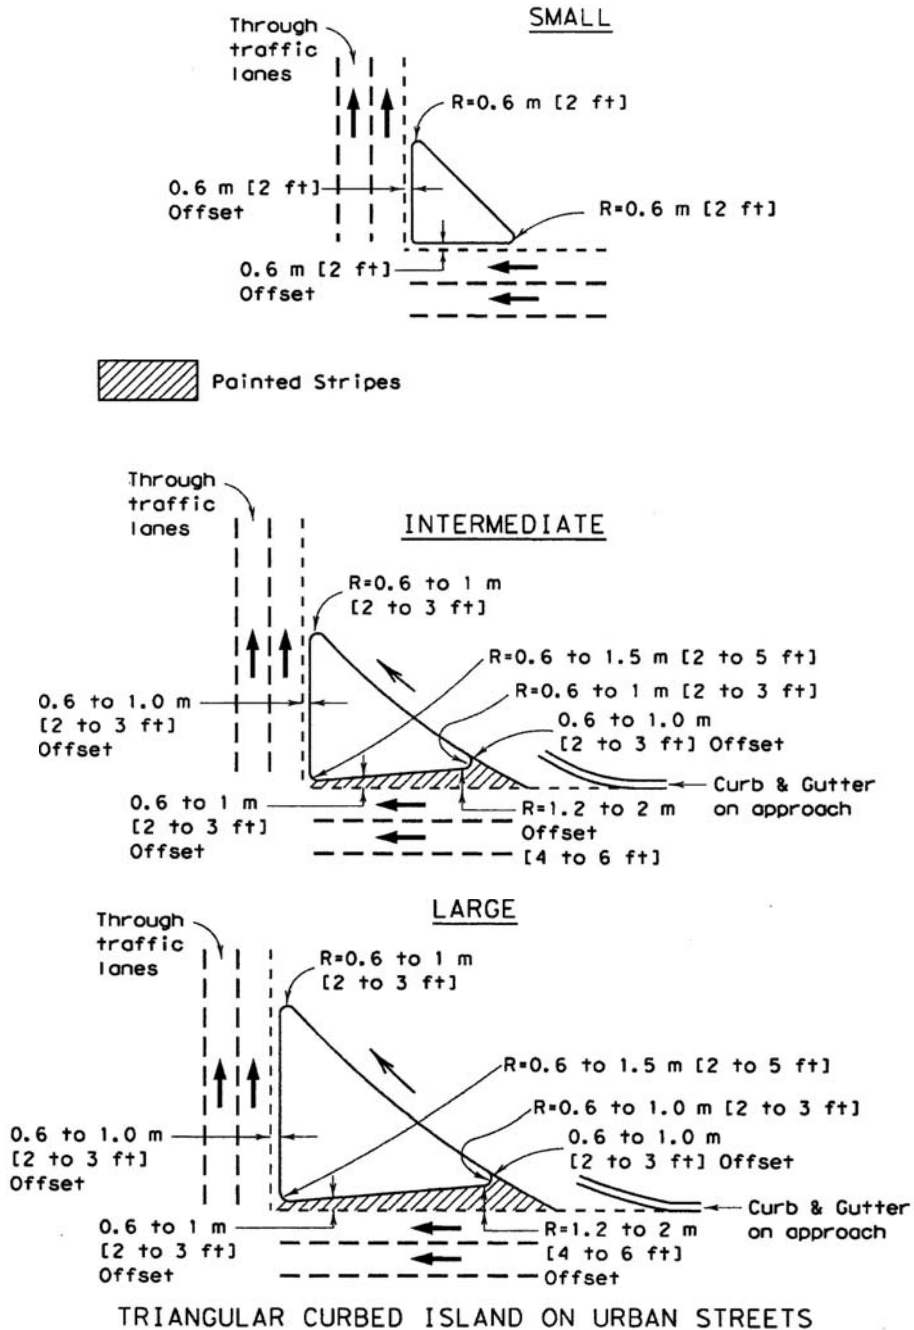 SMALL
Through
traffic
lanes
R=0.6 m [2 ft]
0.6 m [2 ft]
Offset
R=0.6 m [2 ft]
0.6 m [2 ft]
Offset
Painted Stripes
Through
traffic
lanes
INTERMEDIATE
R=0.6 to 1 m
[2 to 3 ft]
R=0.6 to 1.5 m [2 to 5 ft]
R=0.6 to 1 m [2 to 3 ft]
0.6 to 1.0 m
[2 to 3 ft]
Offset
0.6 to 1.0 m
[2 to 3 ft] Offset
Curb & Gutter
on approach
0.6 to 1 m
[2 to 3 ft]
Offset
R=1.2 to 2 m
Offset
[4 to 6 ft]
LARGE
Through
traffic
lanes
R=0.6 to 1 m
[2 to 3 ft]
R=0.6 to 1.5 m [2 to 5 ft]
R=0.6 to 1.0 m [2 to 3 ft]
0.6 to 1.0 m
[2 to 3 ft]
Offset
0.6 to 1.0 m
[2 to 3 ft] Offset
Curb & Gutter
on approach
0.6 to 1 m
[2 to 3 ft]
Offset
R=1.2 to 2 m
[4 to 6 ft]
Offset
TRIANGULAR CURBED ISLAND ON URBAN STREETS